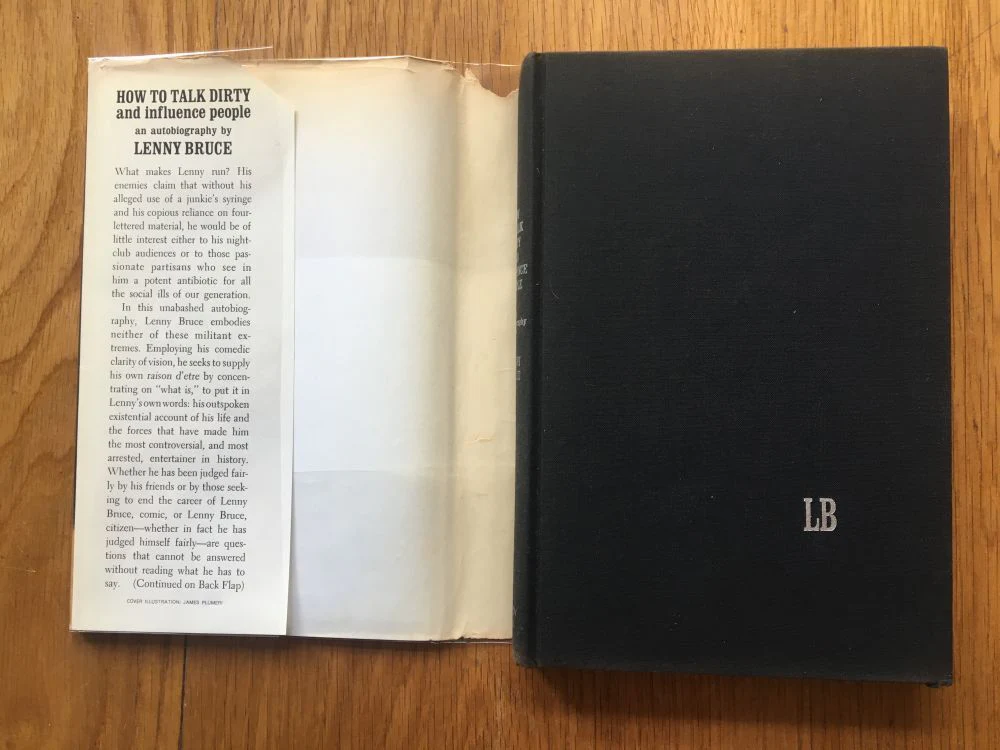 HOW TO TALK DIRTY
and influence people
an autobiography by
LENNY BRUCE
What makes Lenny run? His
enemies claim that without his
alleged use of a junkie's syringe
and his copious reliance on four-
lettered material, he would be of
little interest either to his night-
club audiences or to those pas-
sionate partisans who see in
him a potent antibiotic for all
the social ills of our generation.
In this unabashed autobiog-
raphy, Lenny Bruce embodies
neither of these militant ex-
tremes. Employing his comedic
clarity of vision, he seeks to supply
his own raison d'etre by concen-
trating on "what is," to put it in
Lenny's own words: his outspoken
existential account of his life and
the forces that have made him
the most controversial, and most
arrested, entertainer in history.
Whether he has been judged fair-
ly by his friends or by those seek-
ing to end the career of Lenny
Bruce, comic, or Lenny Bruce,
citizen—whether in fact he has
judged himself fairly—are ques-
tions that cannot be answered
without reading what he has to
say. (Continued on Back Flap)
COVER ILLUSTRATION: JAMES PLUMERI
LB